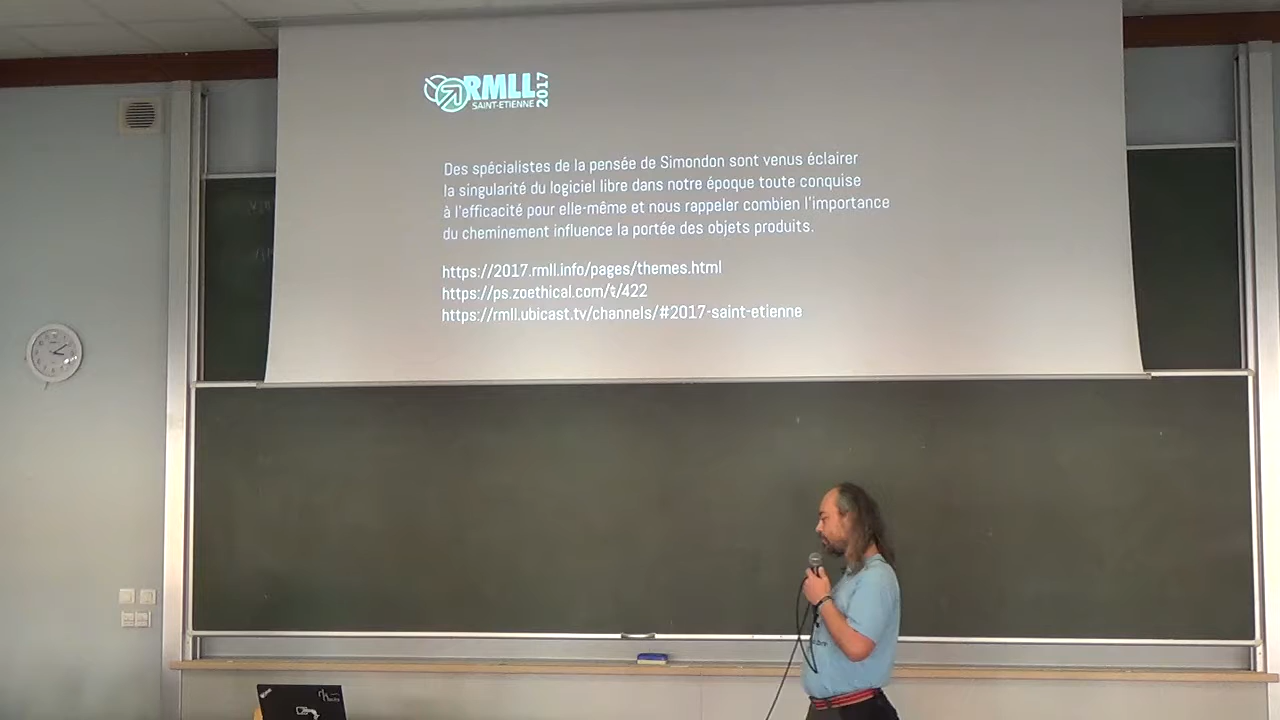 RMLL
SAINT-ETIENNE
2017
Des spécialistes de la pensée de Simondon sont venus éclairer
la singularité du logiciel libre dans notre époque toute conquise
à l'efficacité pour elle-même et nous rappeler combien l'importance
du cheminement influence la portée des objets produits.
https://2017.rmll.info/pages/themes.html
https://ps.zoethical.com/t/422
https://rmll.ubicast.tv/channels/#2017-saint-etienne